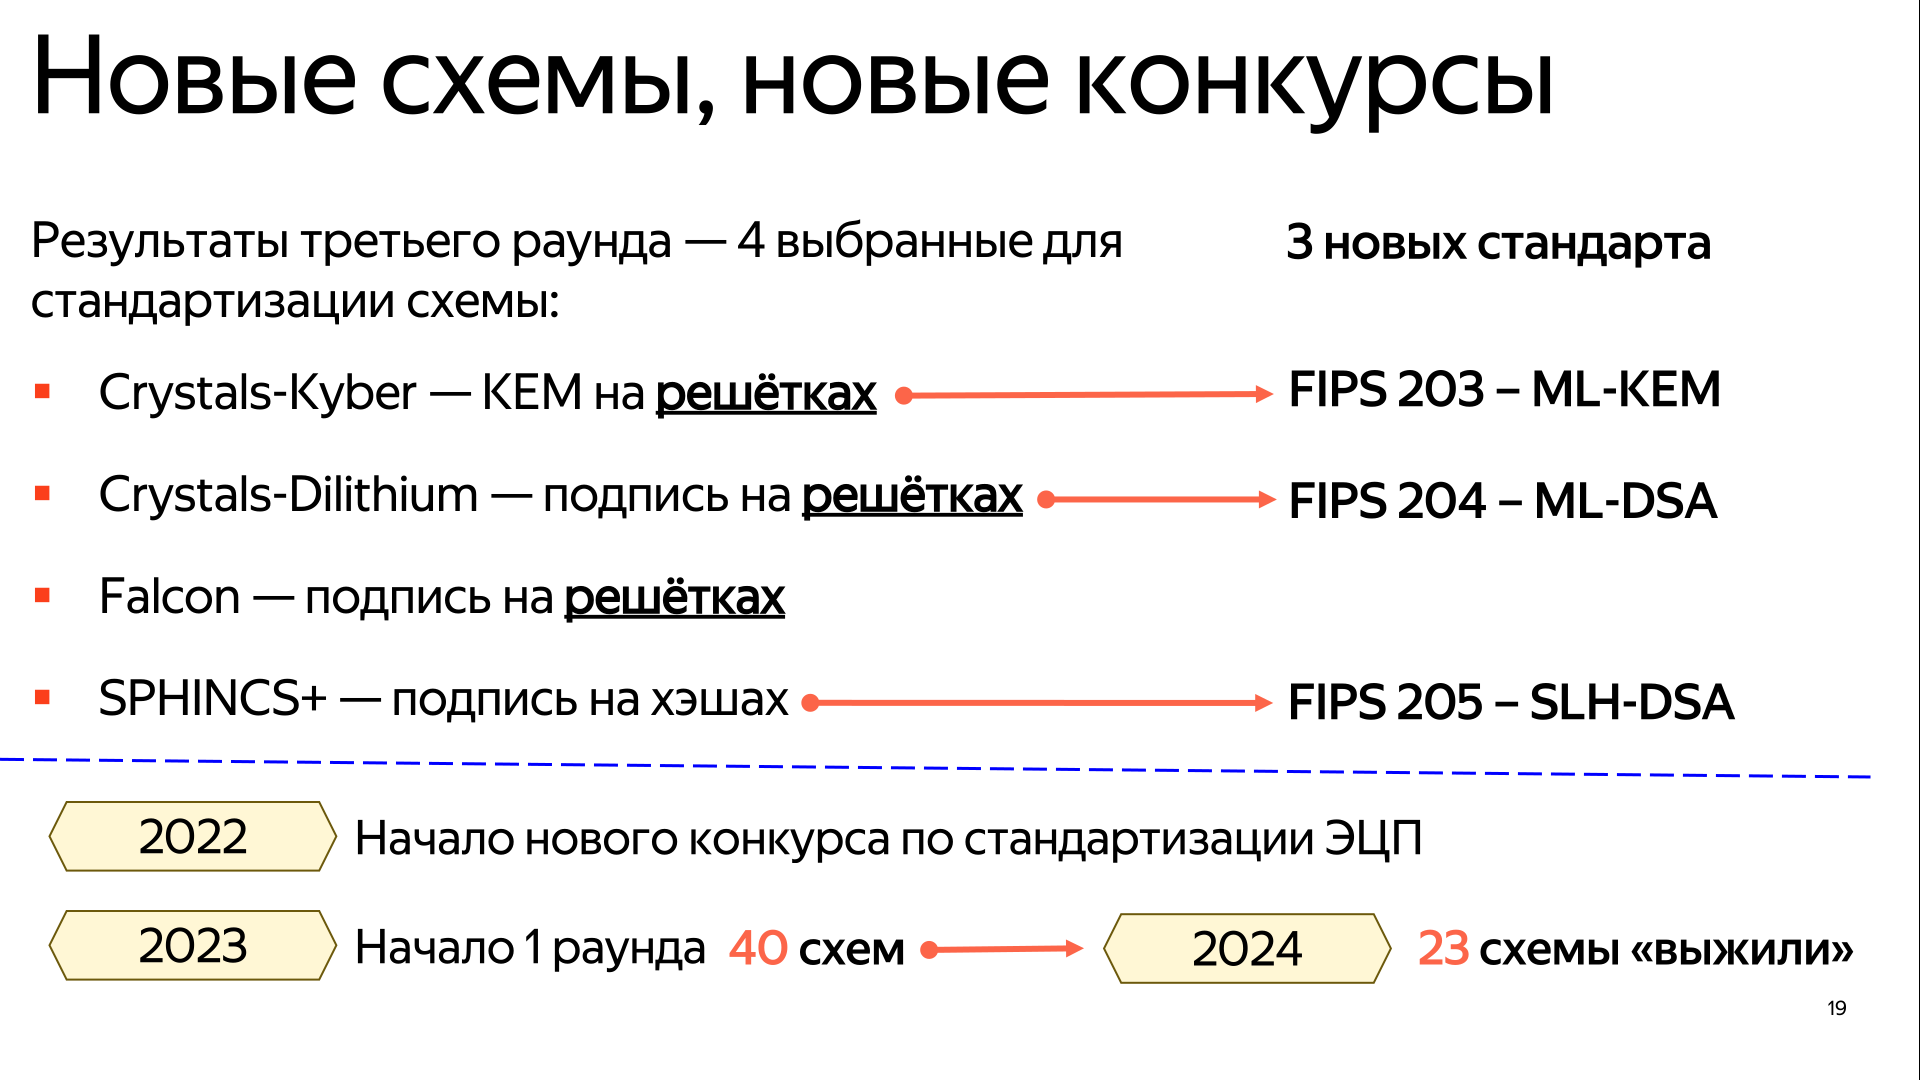 Новые схемы, новые конкурсы
Результаты третьего раунда — 4 выбранные для
стандартизации схемы:
3 новых стандарта
▪ Crystals-Kyber — KEM на решётках
FIPS 203 – ML-KEM
▪ Crystals-Dilithium — подпись на решётках
FIPS 204 – ML-DSA
▪ Falcon — подпись на решётках
▪ SPHINCS+ — подпись на хэшах
FIPS 205 – SLH-DSA
2022 Начало нового конкурса по стандартизации ЭЦП
2023 Начало 1 раунда 40 схем
2024 23 схемы «выжили»
19